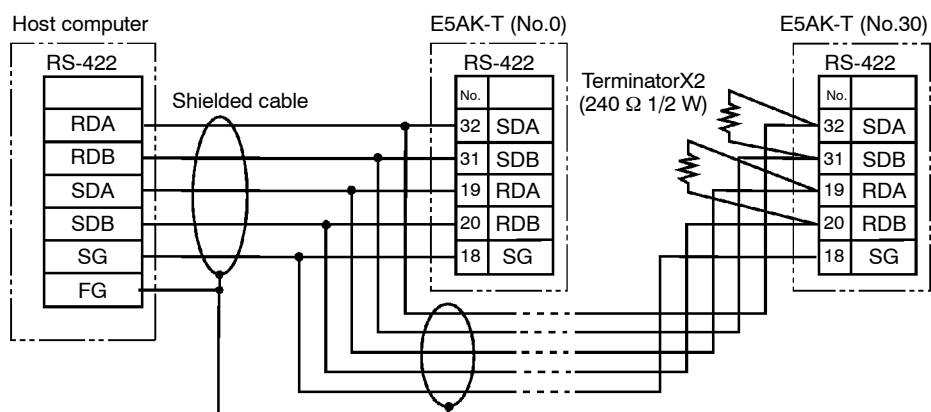 Host computer
E5AK-T (No.0)
E5AK-T (No.30)
RS-422
RS-422
RS-422
TerminatorX2
(240 Ω 1/2 W)
Shielded cable
RDA
RDB
SDA
SDB
SG
FG
No.
32 SDA
31 SDB
19 RDA
20 RDB
18 SG
No.
32 SDA
31 SDB
19 RDA
20 RDB
18 SG